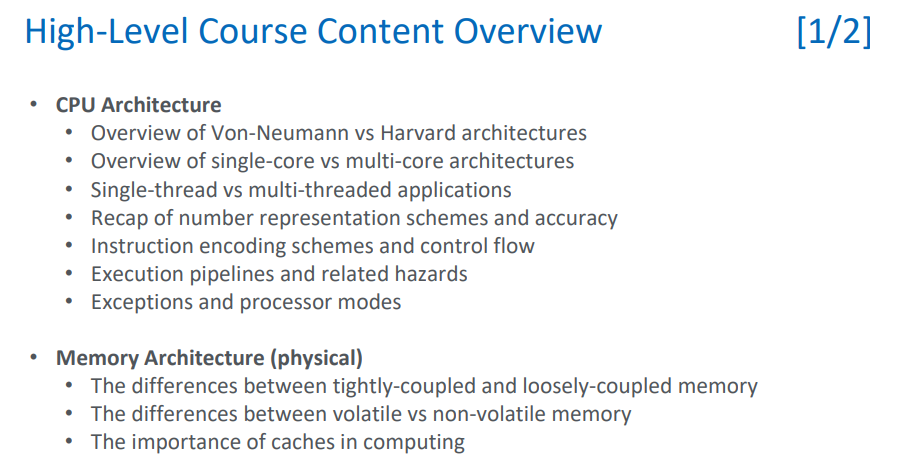 High-Level Course Content Overview [1/2]
• CPU Architecture
• Overview of Von-Neumann vs Harvard architectures
• Overview of single-core vs multi-core architectures
• Single-thread vs multi-threaded applications
• Recap of number representation schemes and accuracy
• Instruction encoding schemes and control flow
• Execution pipelines and related hazards
• Exceptions and processor modes
• Memory Architecture (physical)
• The differences between tightly-coupled and loosely-coupled memory
• The differences between volatile vs non-volatile memory
• The importance of caches in computing